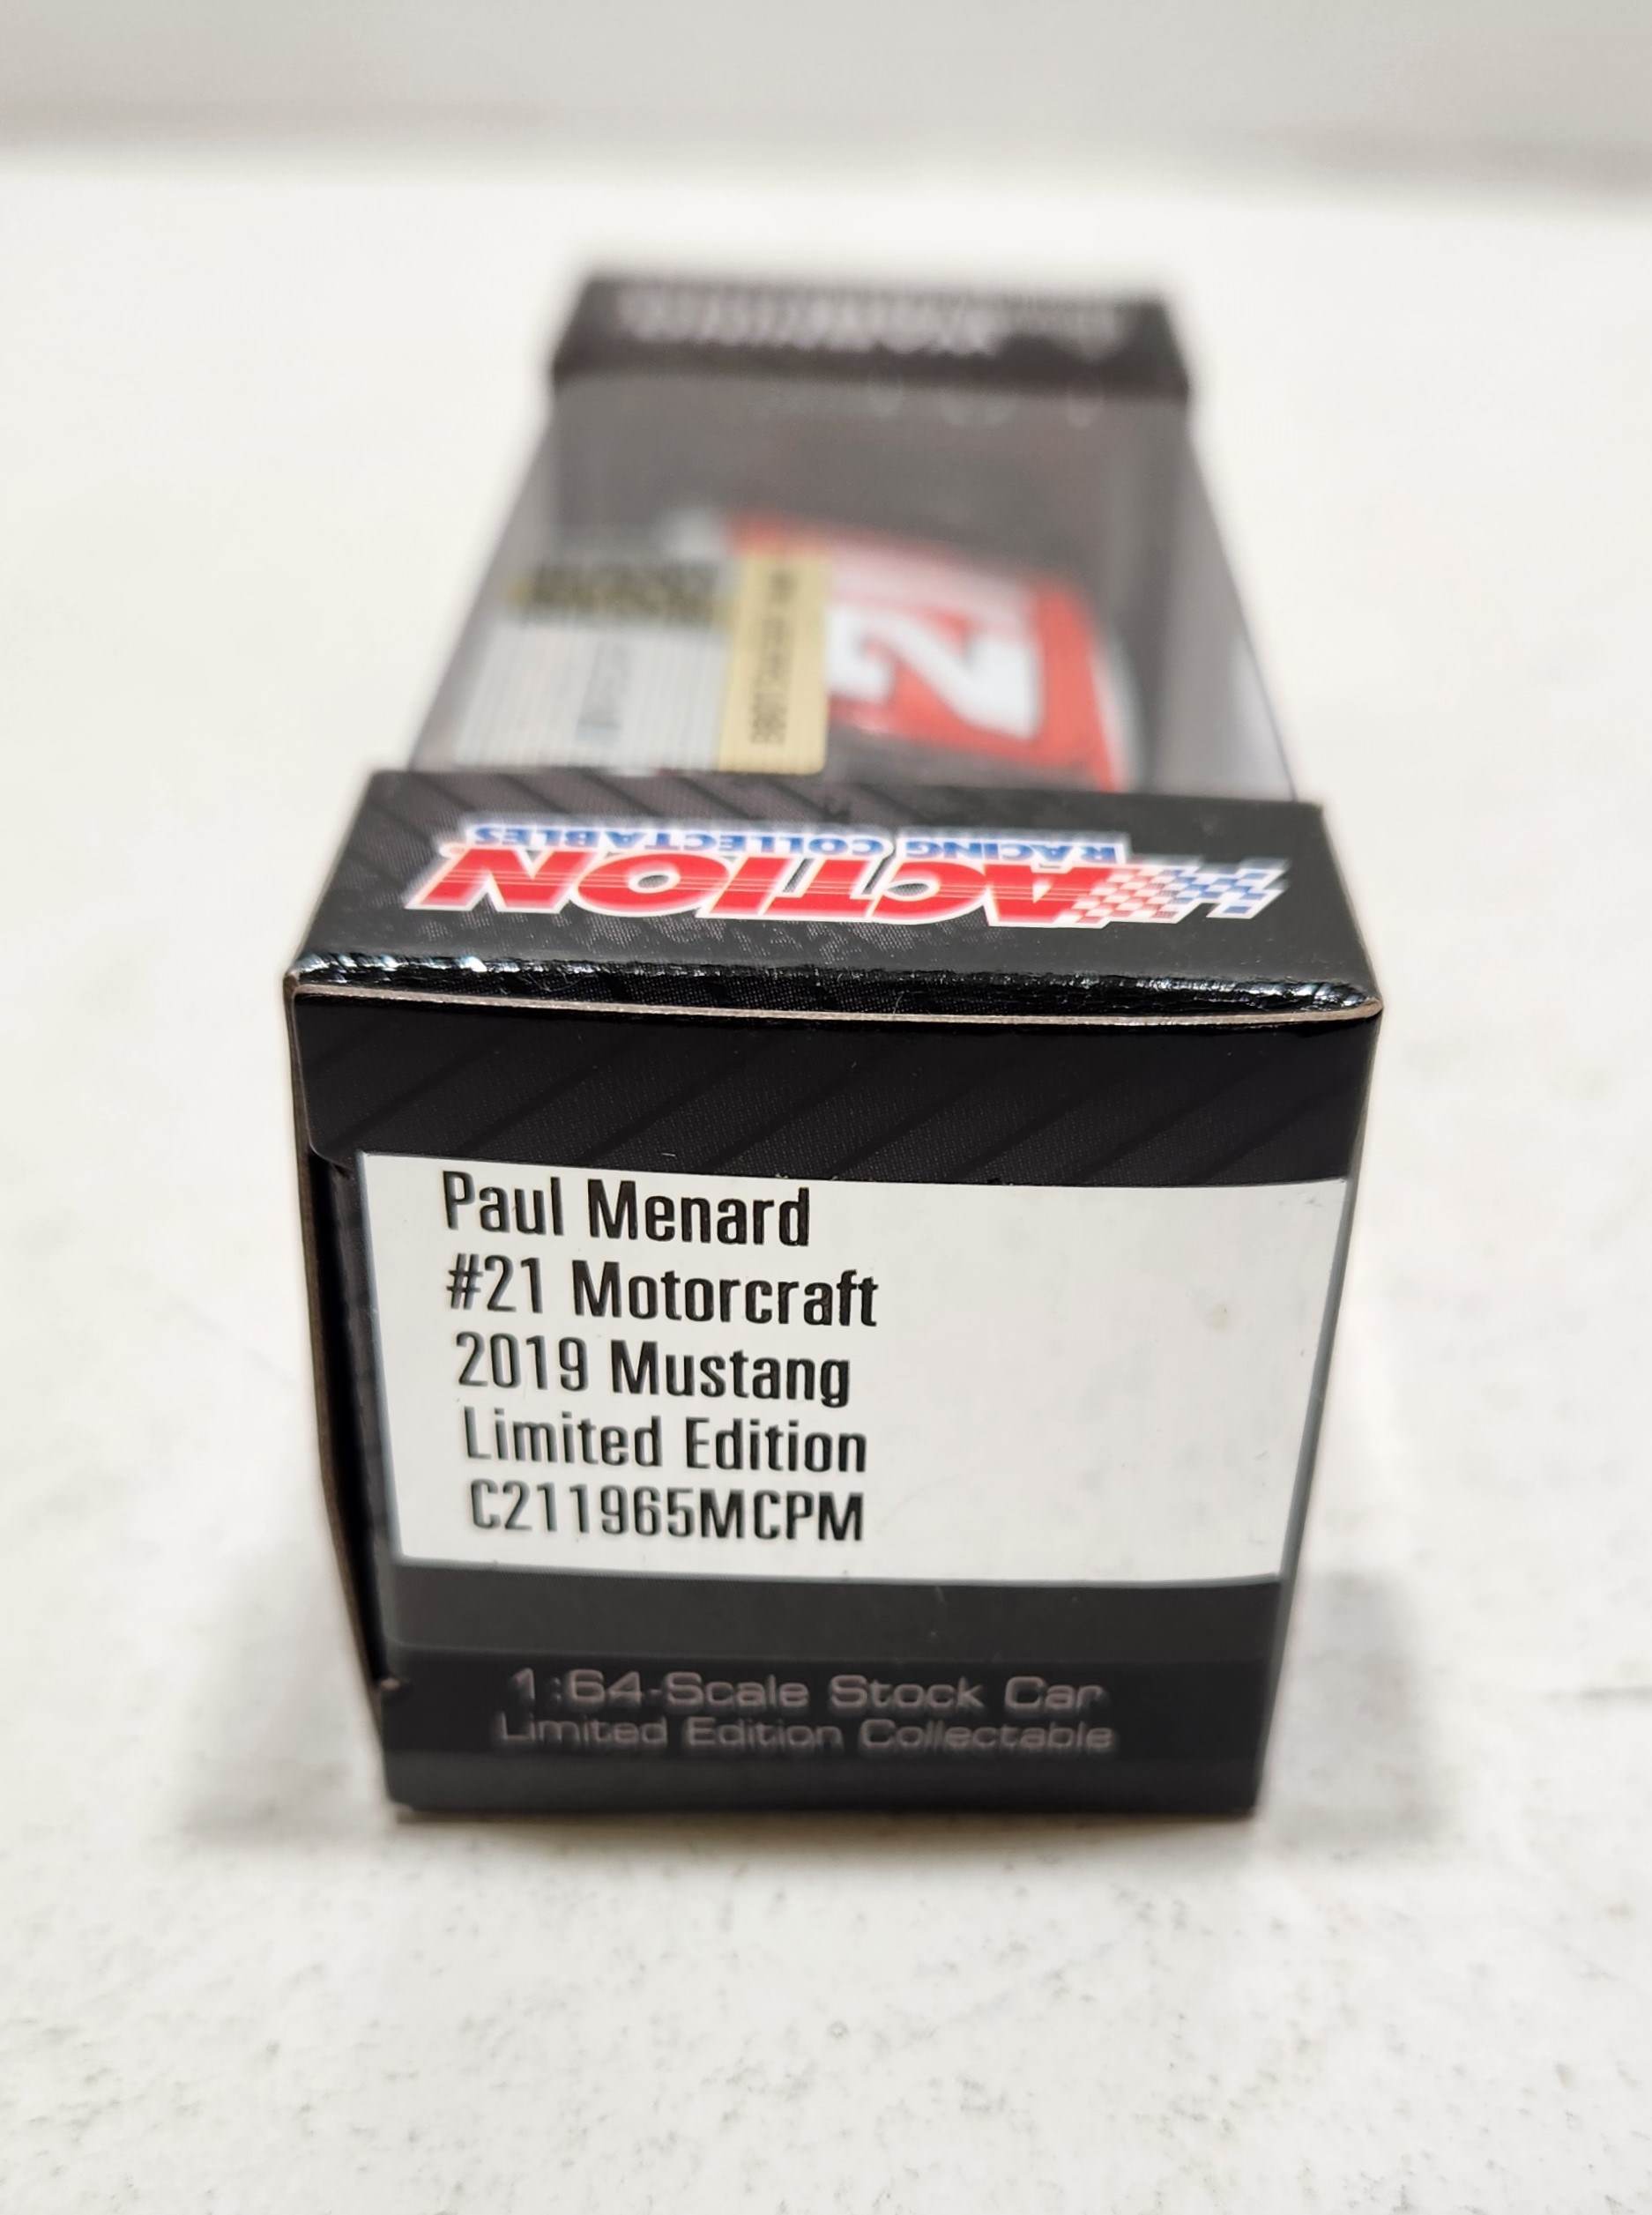 ACTION
RACING COLLECTABLES
Paul Menard
#21 Motorcraft
2019 Mustang
Limited Edition
C211965MCPM
1:64-Scale Stock Car
Limited Edition Collectable
2